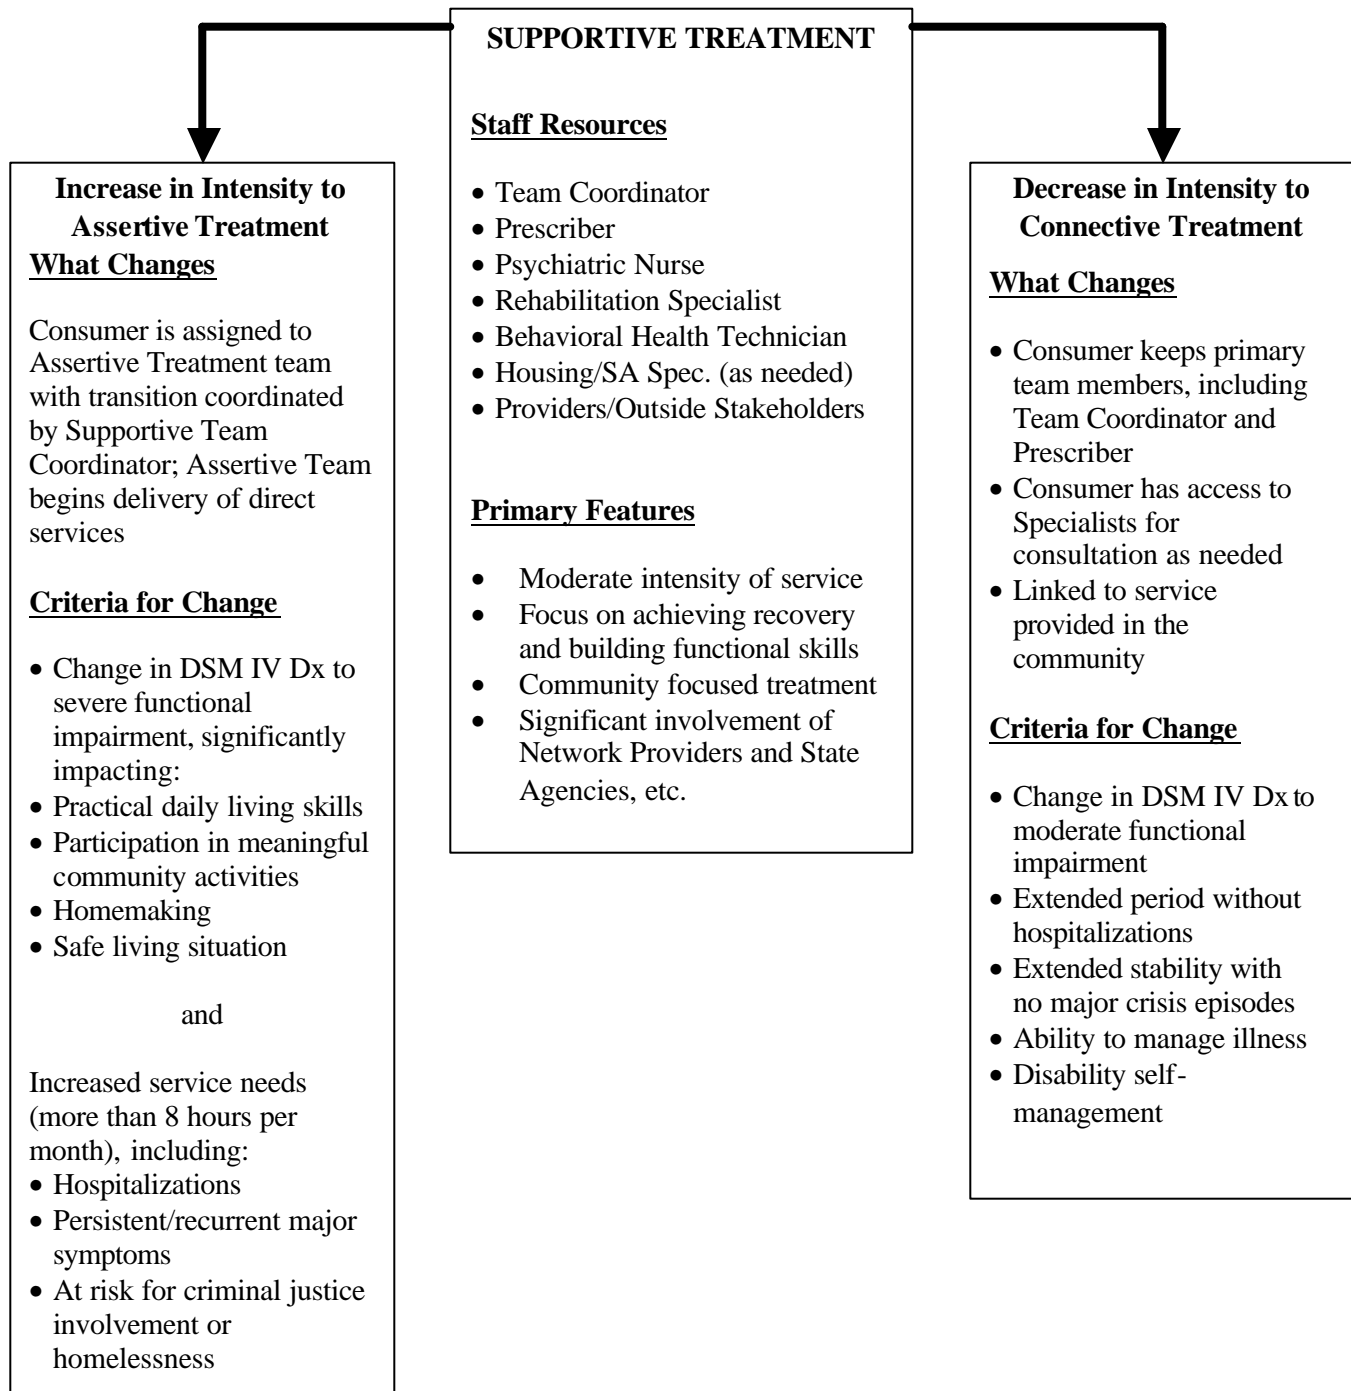 SUPPORTIVE TREATMENT
Staff Resources
• Team Coordinator
• Prescriber
• Psychiatric Nurse
• Rehabilitation Specialist
• Behavioral Health Technician
• Housing/SA Spec. (as needed)
• Providers/Outside Stakeholders
Primary Features
• Moderate intensity of service
• Focus on achieving recovery
and building functional skills
• Community focused treatment
• Significant involvement of
Network Providers and State
Agencies, etc.
Increase in Intensity to
Assertive Treatment
What Changes
Consumer is assigned to
Assertive Treatment team
with transition coordinated
by Supportive Team
Coordinator; Assertive Team
begins delivery of direct
services
Criteria for Change
• Change in DSM IV Dx to
severe functional
impairment, significantly
impacting:
• Practical daily living skills
• Participation in meaningful
community activities
• Homemaking
• Safe living situation
and
Increased service needs
(more than 8 hours per
month), including:
• Hospitalizations
• Persistent/recurrent major
symptoms
• At risk for criminal justice
involvement or
homelessness
Decrease in Intensity to
Connective Treatment
What Changes
• Consumer keeps primary
team members, including
Team Coordinator and
Prescriber
• Consumer has access to
Specialists for
consultation as needed
• Linked to service
provided in the
community
Criteria for Change
• Change in DSM IV Dx to
moderate functional
impairment
• Extended period without
hospitalizations
• Extended stability with
no major crisis episodes
• Ability to manage illness
• Disability self-
management